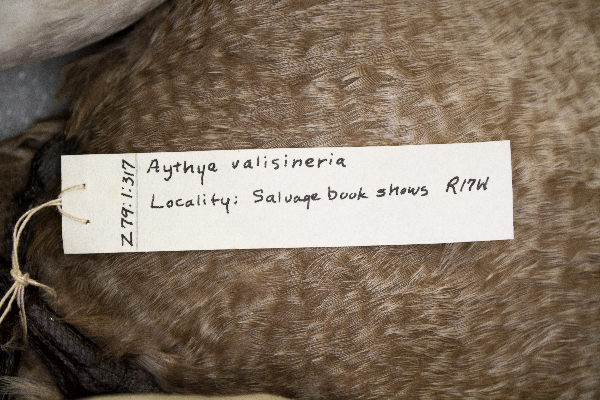 Z79:1:317
Aythya valisineria
Locality: Salvage book shows R17W